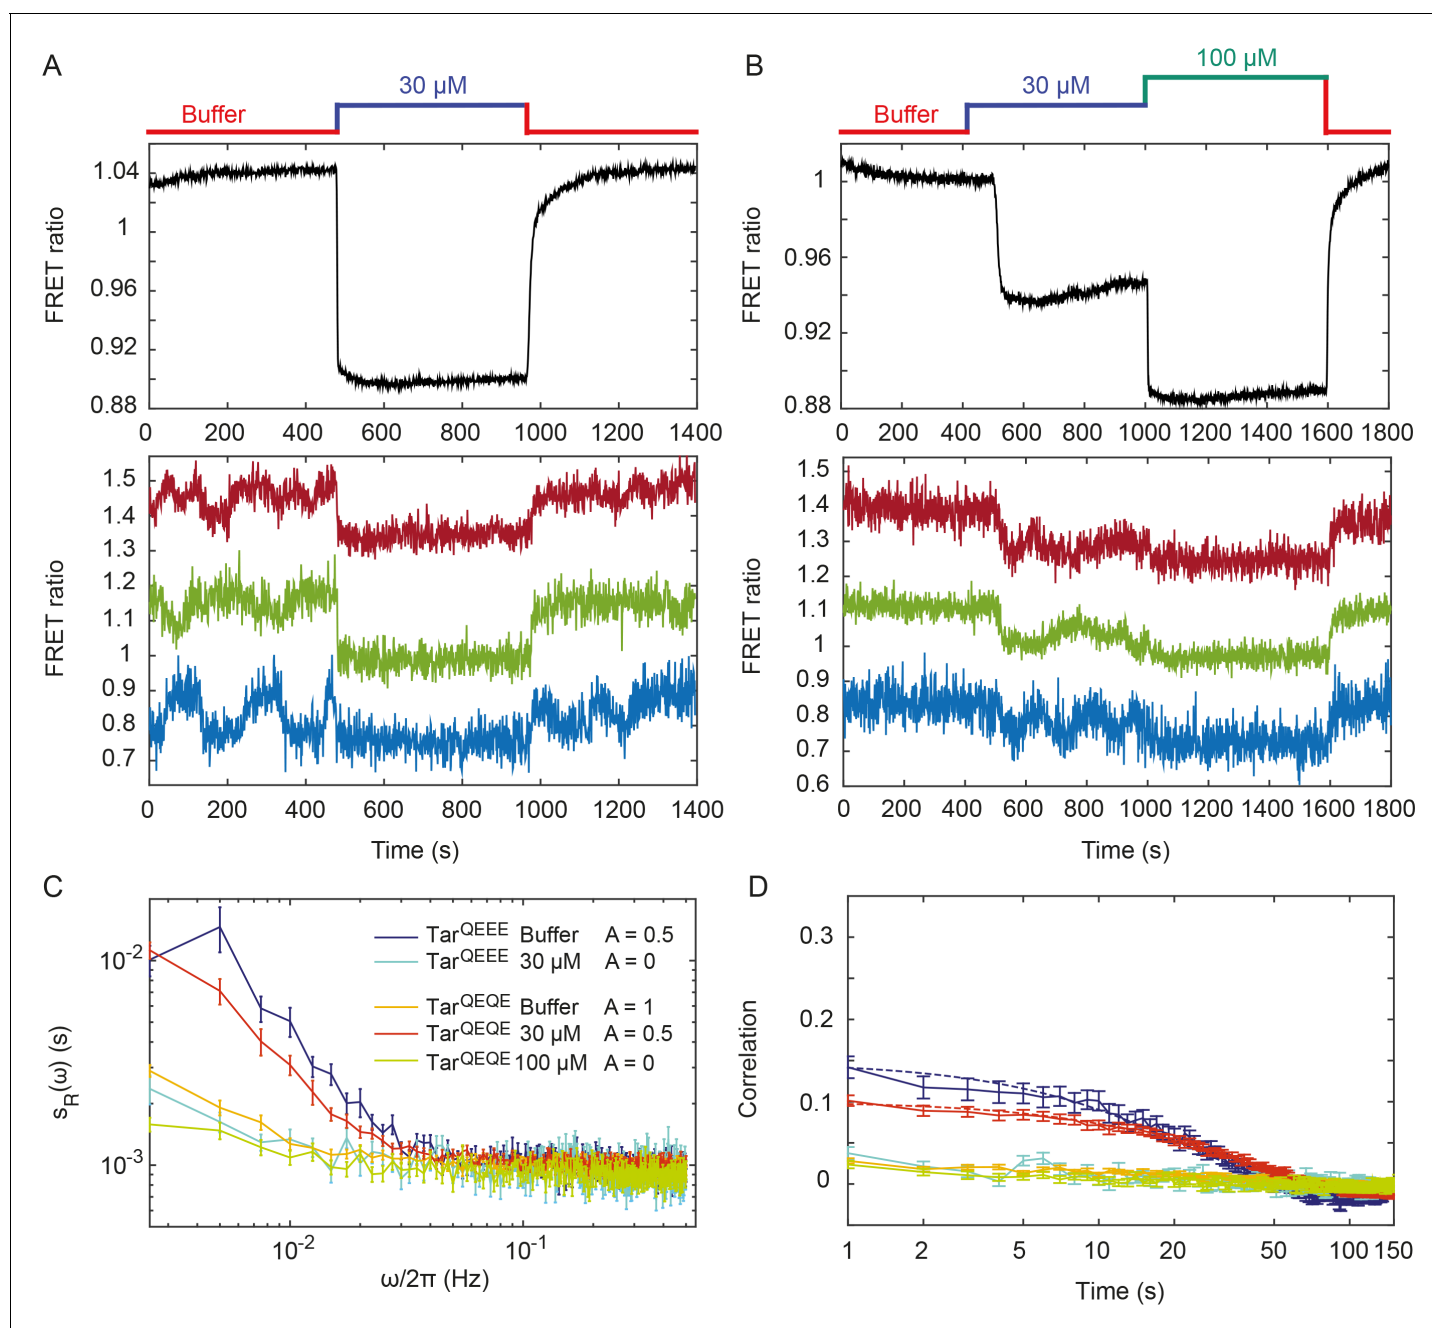 A
Buffer
30 µM
FRET ratio
1.04
1
0.96
0.92
0.88
0 200 400 600 800 1000 1200 1400
FRET ratio
1.5
1.4
1.3
1.2
1.1
1
0.9
0.8
0.7
0 200 400 600 800 1000 1200 1400
Time (s)
B
Buffer
30 µM
100 µM
FRET ratio
1
0.96
0.92
0.88
0 200 400 600 800 1000 1200 1400 1600 1800
FRET ratio
1.5
1.4
1.3
1.2
1.1
1
0.9
0.8
0.7
0.6
0 200 400 600 800 1000 1200 1400 1600 1800
Time (s)
C
s_R(ω) (s)
10^-2
10^-3
Tar^QEEE Buffer A = 0.5
Tar^QEEE 30 µM A = 0
Tar^QEQE Buffer A = 1
Tar^QEQE 30 µM A = 0.5
Tar^QEQE 100 µM A = 0
10^-2 10^-1
ω/2π (Hz)
D
Correlation
0.3
0.2
0.1
0
1 2 5 10 20 50 100 150
Time (s)